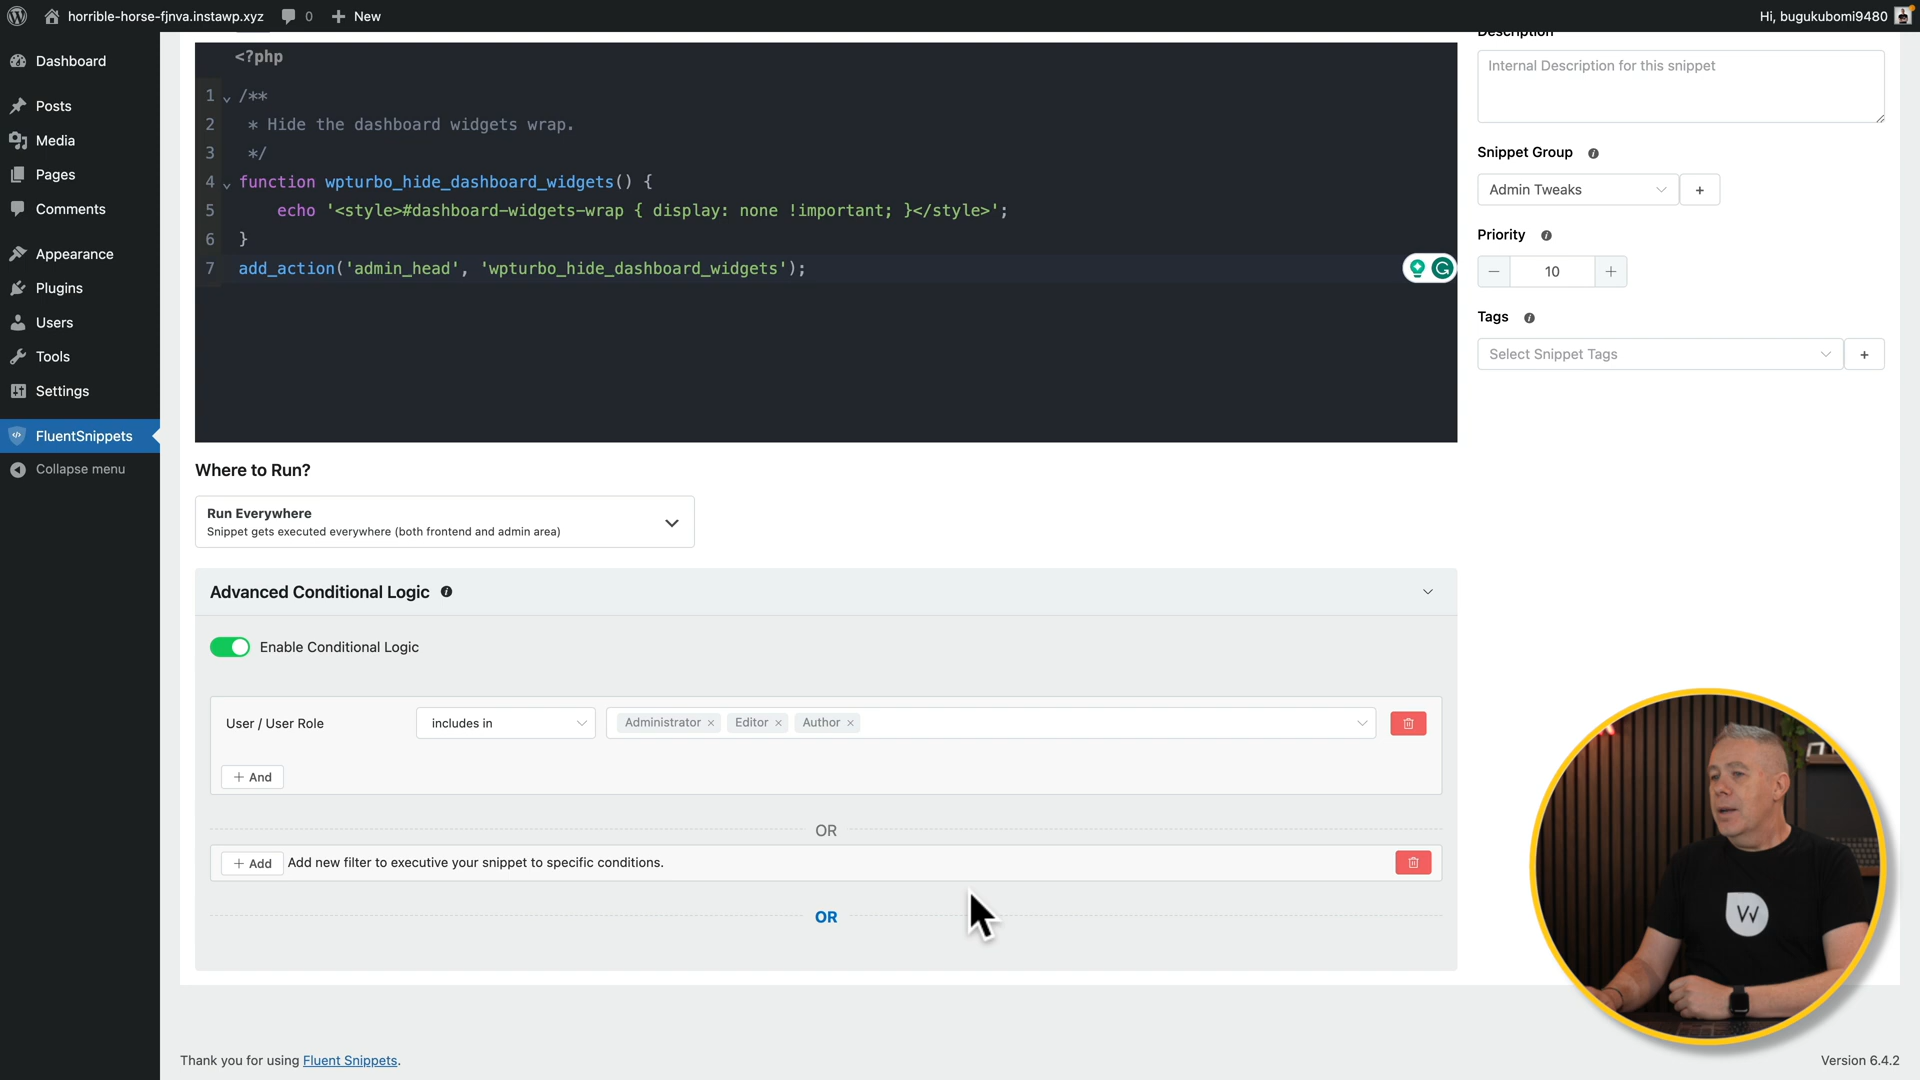 horrible-horse-fjnva.instawp.xyz
0
New
Hi, bugukubomi9480
Dashboard
Posts
Media
Pages
Comments
Appearance
Plugins
Users
Tools
Settings
FluentSnippets
Collapse menu
<?php
1 /**
2 * Hide the dashboard widgets wrap.
3 */
4 function wpturbo_hide_dashboard_widgets() {
5 echo '<style>#dashboard-widgets-wrap { display: none !important; }</style>';
6 }
7 add_action('admin_head', 'wpturbo_hide_dashboard_widgets');
Description
Internal Description for this snippet
Snippet Group
Admin Tweaks
+
Priority
− 10 +
Tags
Select Snippet Tags
+
Where to Run?
Run Everywhere
Snippet gets executed everywhere (both frontend and admin area)
Advanced Conditional Logic
Enable Conditional Logic
User / User Role
includes in
Administrator × Editor × Author ×
+ And
OR
+ Add
Add new filter to executive your snippet to specific conditions.
OR
W
Thank you for using Fluent Snippets.
Version 6.4.2